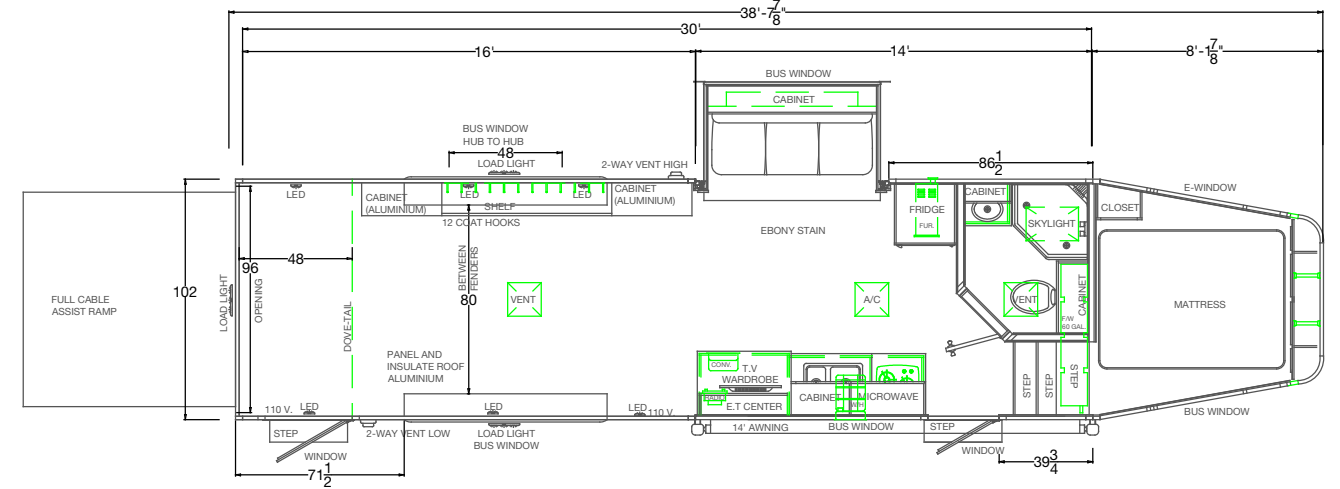 38'-7 7/8"
30'
16'
14'
8'-1 7/8"
BUS WINDOW
CABINET
BUS WINDOW
HUB TO HUB
48
LOAD LIGHT
2-WAY VENT HIGH
86 1/2
LED
CABINET
(ALUMINIUM)
LED
SHELF
LED
CABINET
(ALUMINIUM)
12 COAT HOOKS
FRIDGE
FUR.
CABINET
SKYLIGHT
CLOSET
E-WINDOW
EBONY STAIN
102
96
48
BETWEEN
FENDERS
80
FULL CABLE
ASSIST RAMP
LOAD LIGHT
OPENING
DOVE-TAIL
VENT
A/C
VENT
CABINET
F/W
60 GAL.
MATTRESS
PANEL AND
INSULATE ROOF
ALUMINIUM
CONV.
T.V
WARDROBE
RADIO
E.T CENTER
CABINET
W/H
MICROWAVE
STEP
STEP
STEP
110 V.
LED
LED
LED
110 V.
STEP
2-WAY VENT LOW
LOAD LIGHT
BUS WINDOW
14' AWNING
BUS WINDOW
STEP
BUS WINDOW
WINDOW
WINDOW
71 1/2
39 3/4